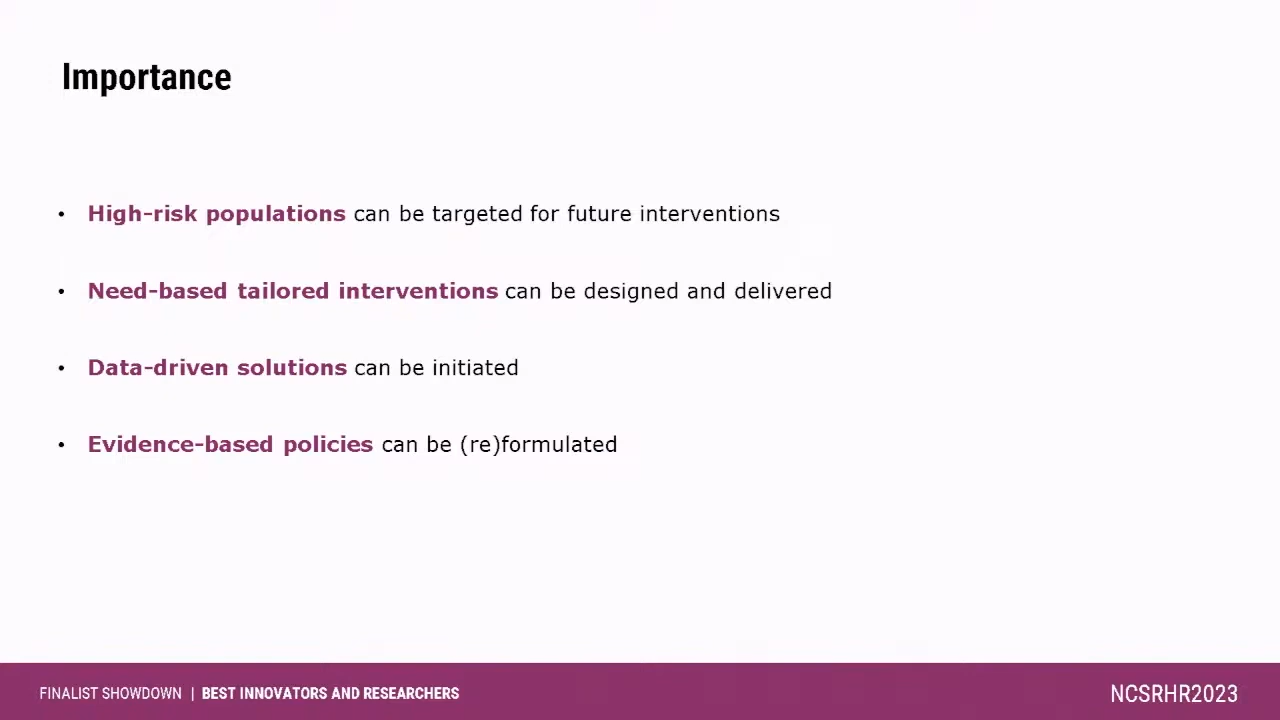 Importance
• High-risk populations can be targeted for future interventions
• Need-based tailored interventions can be designed and delivered
• Data-driven solutions can be initiated
• Evidence-based policies can be (re)formulated
FINALIST SHOWDOWN | BEST INNOVATORS AND RESEARCHERS
NCSRHR2023